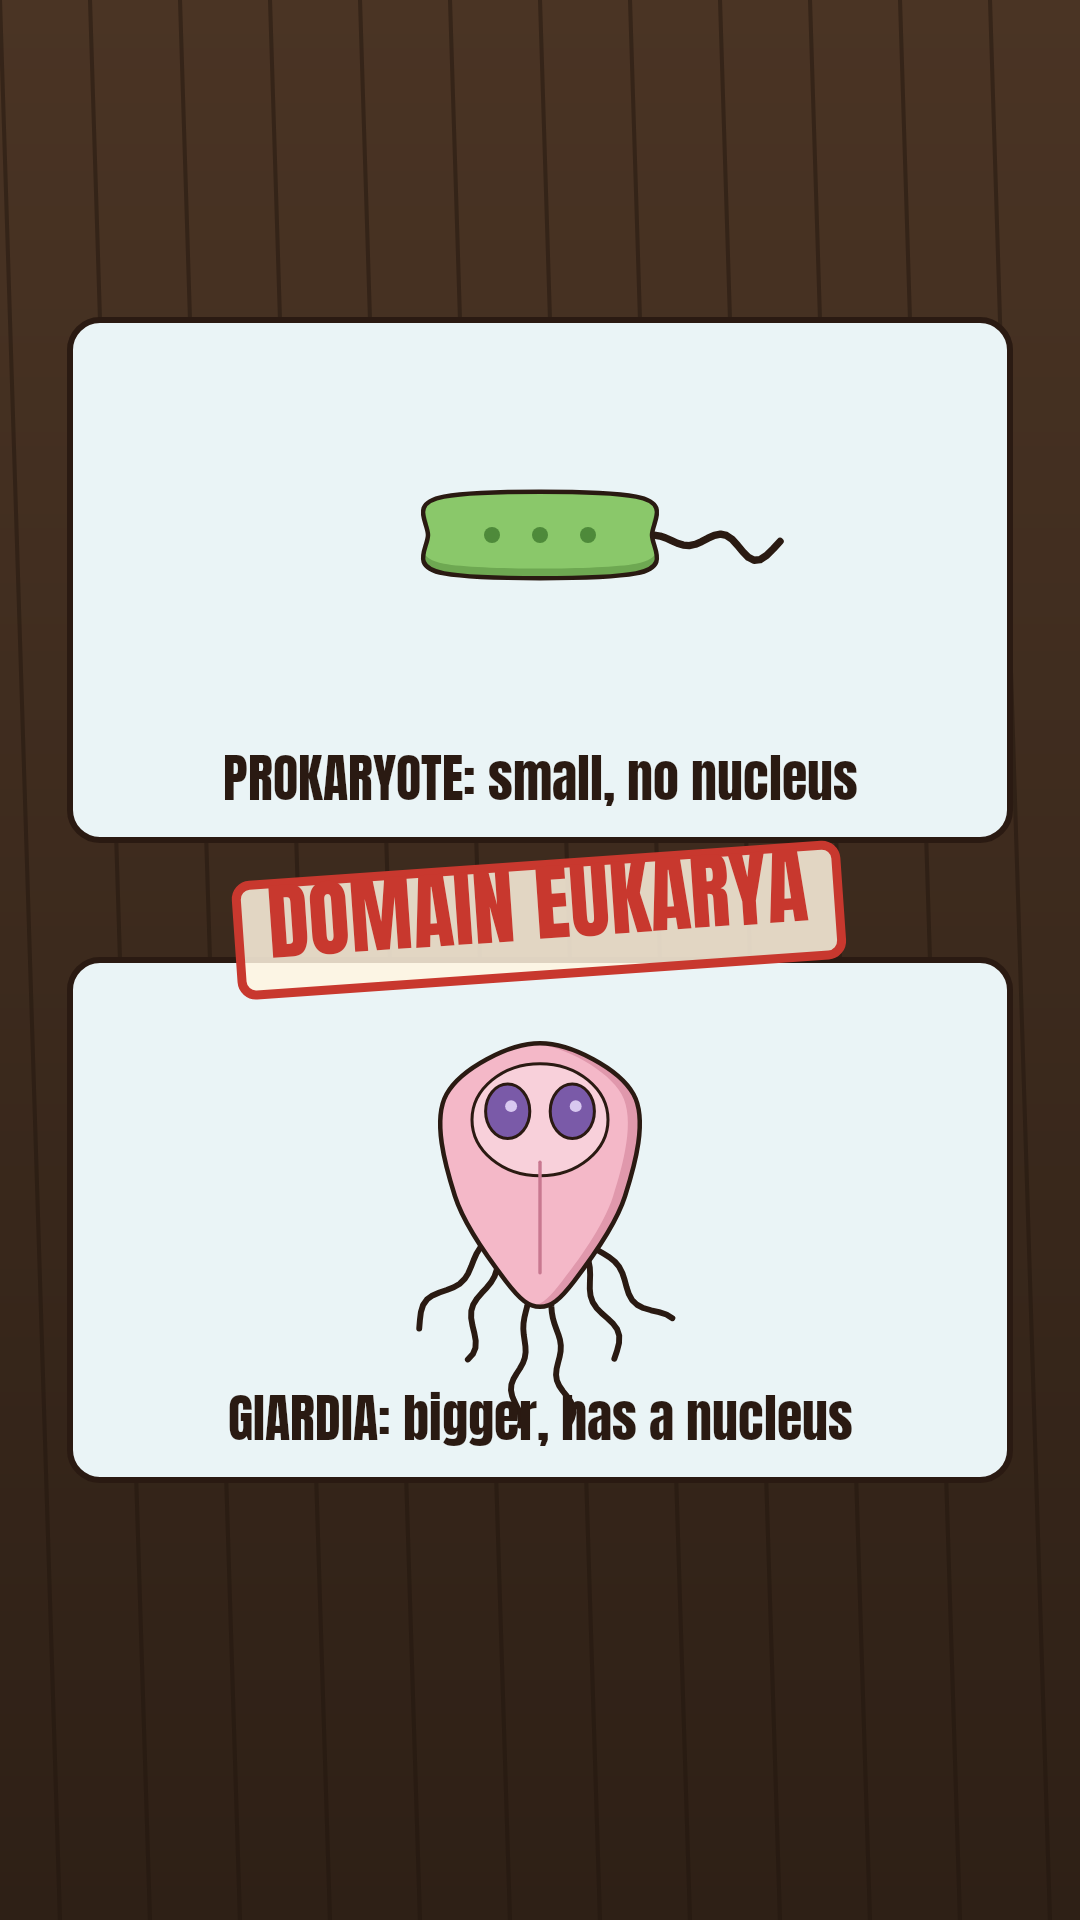 PROKARYOTE: small, no nucleus
DOMAIN EUKARYA
GIARDIA: bigger, has a nucleus